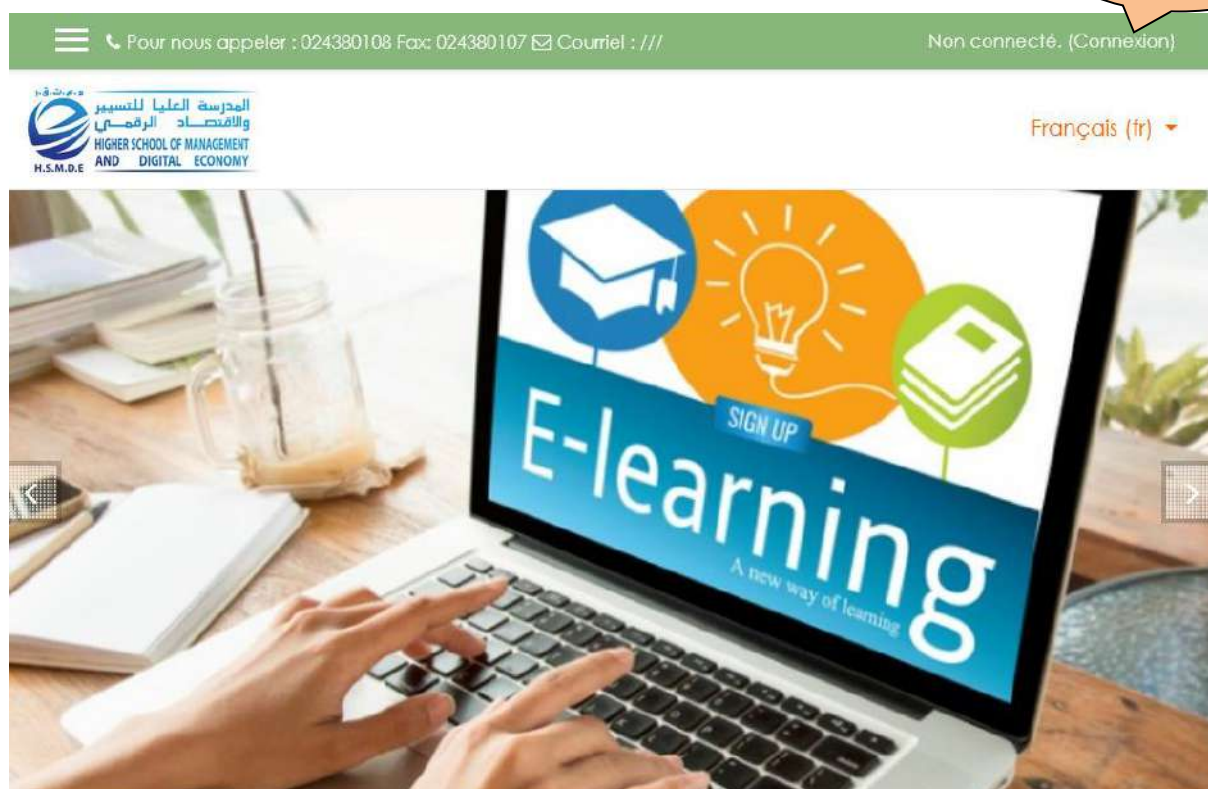 Pour nous appeler : 024380108 Fax: 024380107 Courriel : ///
Non connecté. (Connexion)
المدرسة العليا للتسيير
والاقتصاد الرقمي
HIGHER SCHOOL OF MANAGEMENT
AND DIGITAL ECONOMY
H.S.M.D.E
Français (fr)
SIGN UP
E-learning
A new way of learning